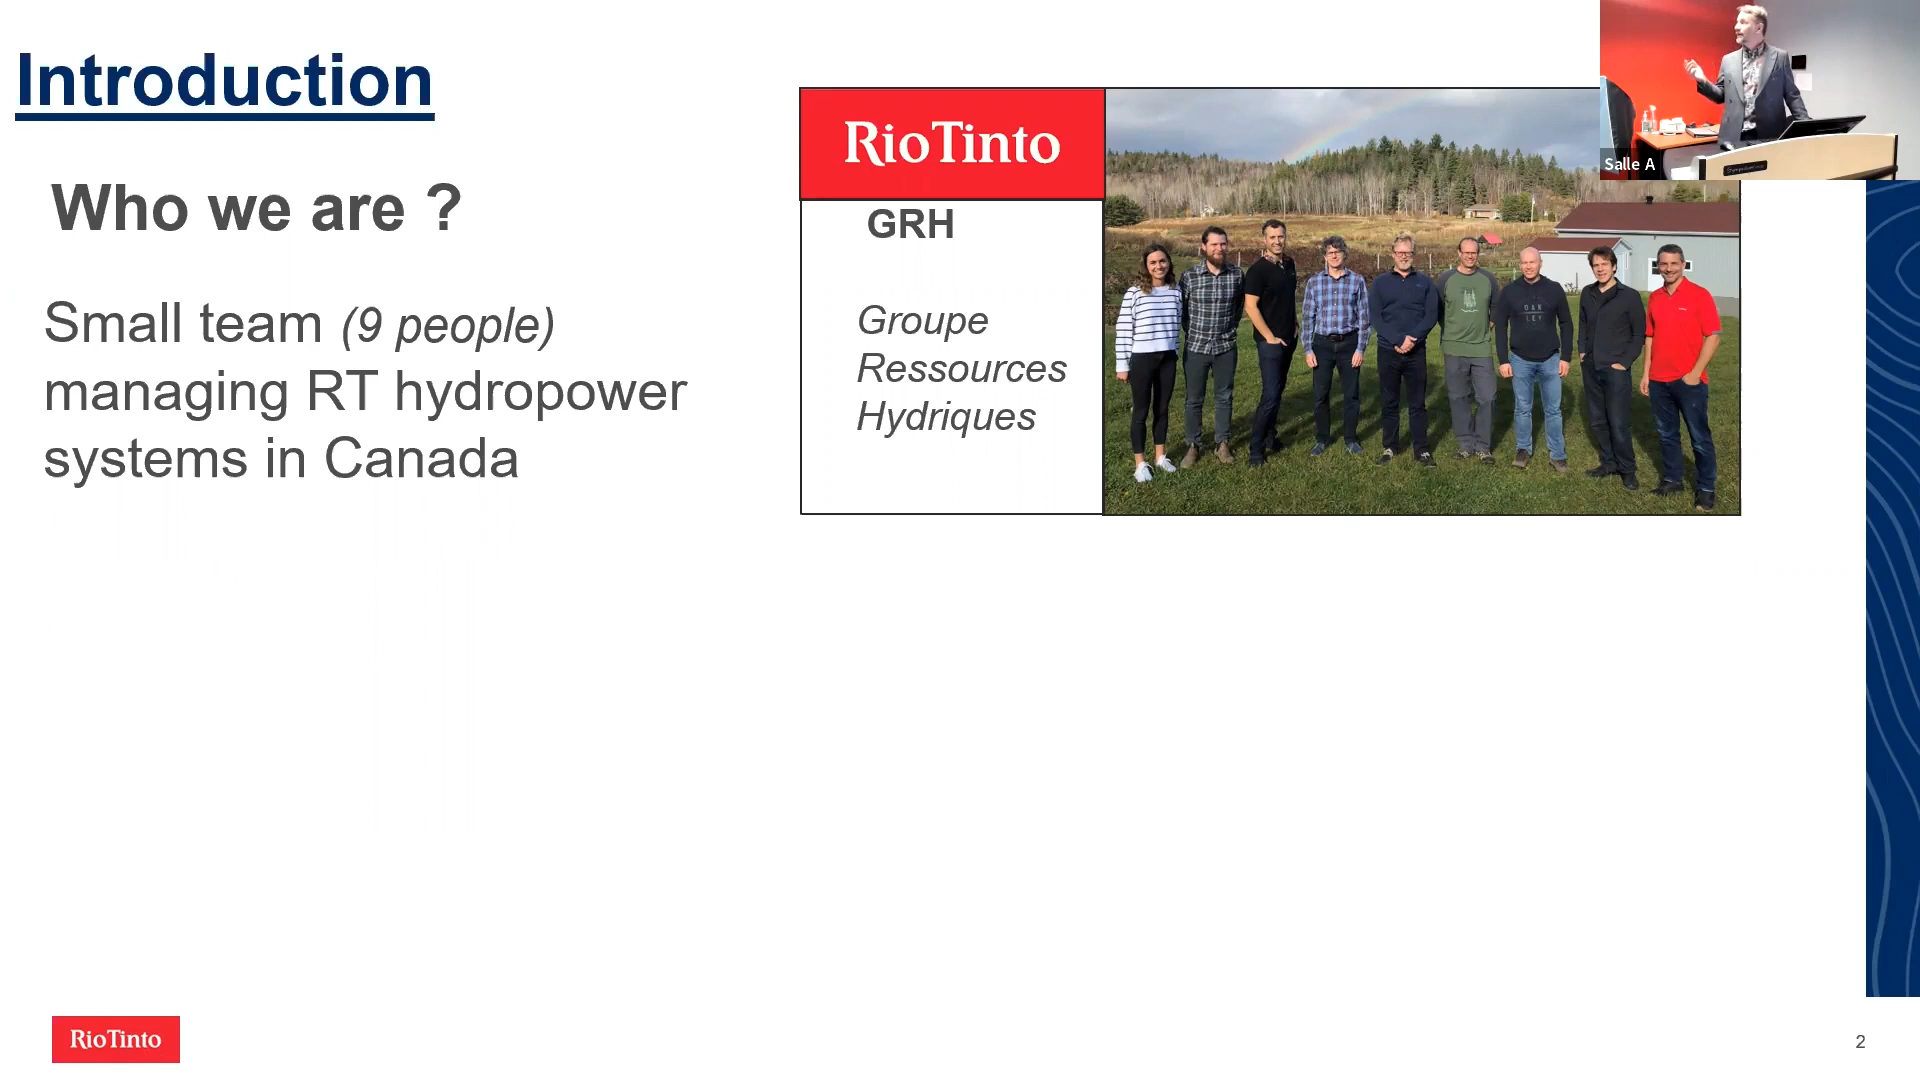 Introduction
Who we are ?
Small team (9 people)
managing RT hydropower
systems in Canada
RioTinto
GRH
Groupe
Ressources
Hydriques
Salle A
RioTinto
2